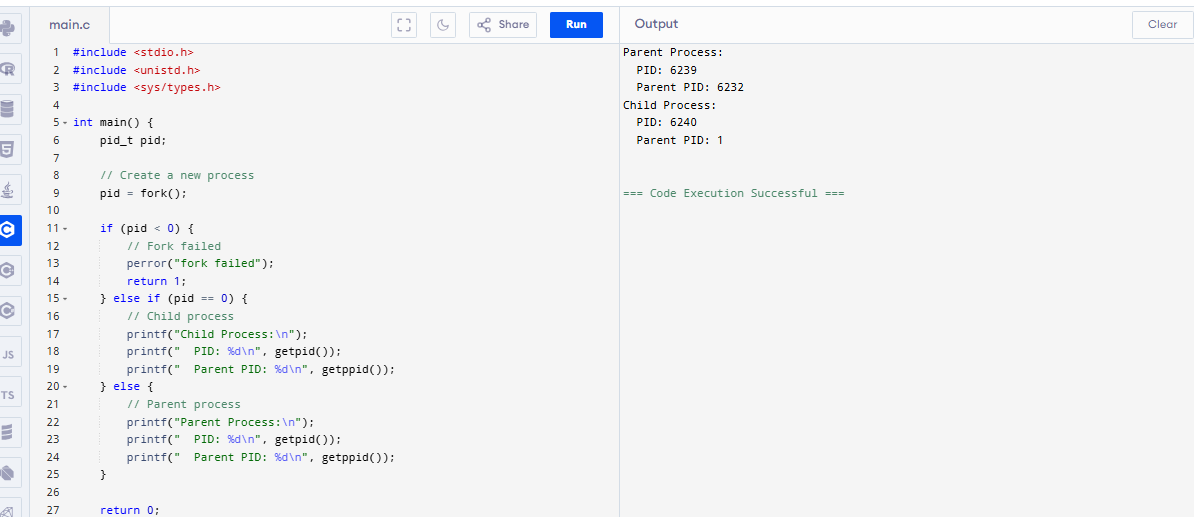 main.c
Share
Run
Output
Clear
1 #include <stdio.h>
2 #include <unistd.h>
3 #include <sys/types.h>
4
5 int main() {
6     pid_t pid;
7
8     // Create a new process
9     pid = fork();
10
11     if (pid < 0) {
12         // Fork failed
13         perror("fork failed");
14         return 1;
15     } else if (pid == 0) {
16         // Child process
17         printf("Child Process:\n");
18         printf("  PID: %d\n", getpid());
19         printf("  Parent PID: %d\n", getppid());
20     } else {
21         // Parent process
22         printf("Parent Process:\n");
23         printf("  PID: %d\n", getpid());
24         printf("  Parent PID: %d\n", getppid());
25     }
26
27     return 0;
Parent Process:
  PID: 6239
  Parent PID: 6232
Child Process:
  PID: 6240
  Parent PID: 1
=== Code Execution Successful ===
JS
TS